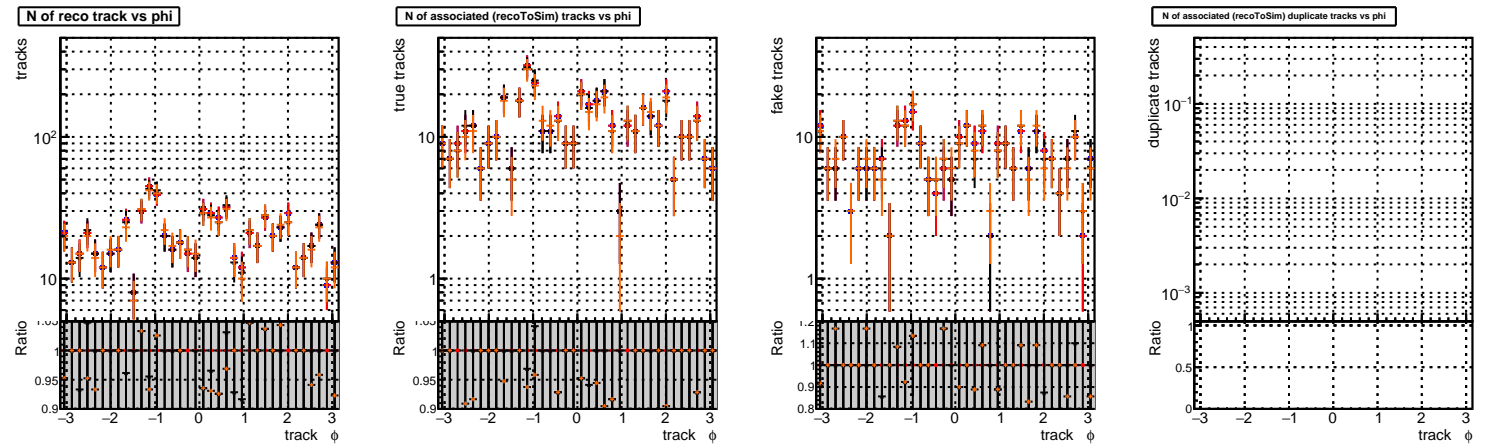 N of reco track vs phi
tracks
10²
10
Ratio
1.05
1
0.95
0.9
−3 −2 −1 0 1 2 3
track φ
N of associated (recoToSim) tracks vs phi
true tracks
10
1
Ratio
1.05
1
0.95
0.9
−3 −2 −1 0 1 2 3
track φ
fake tracks
10
1
Ratio
1.2
1.1
1
0.9
0.8
−3 −2 −1 0 1 2 3
track φ
N of associated (recoToSim) duplicate tracks vs phi
duplicate tracks
10⁻¹
10⁻²
10⁻³
Ratio
1
0.5
0
−3 −2 −1 0 1 2 3
track φ